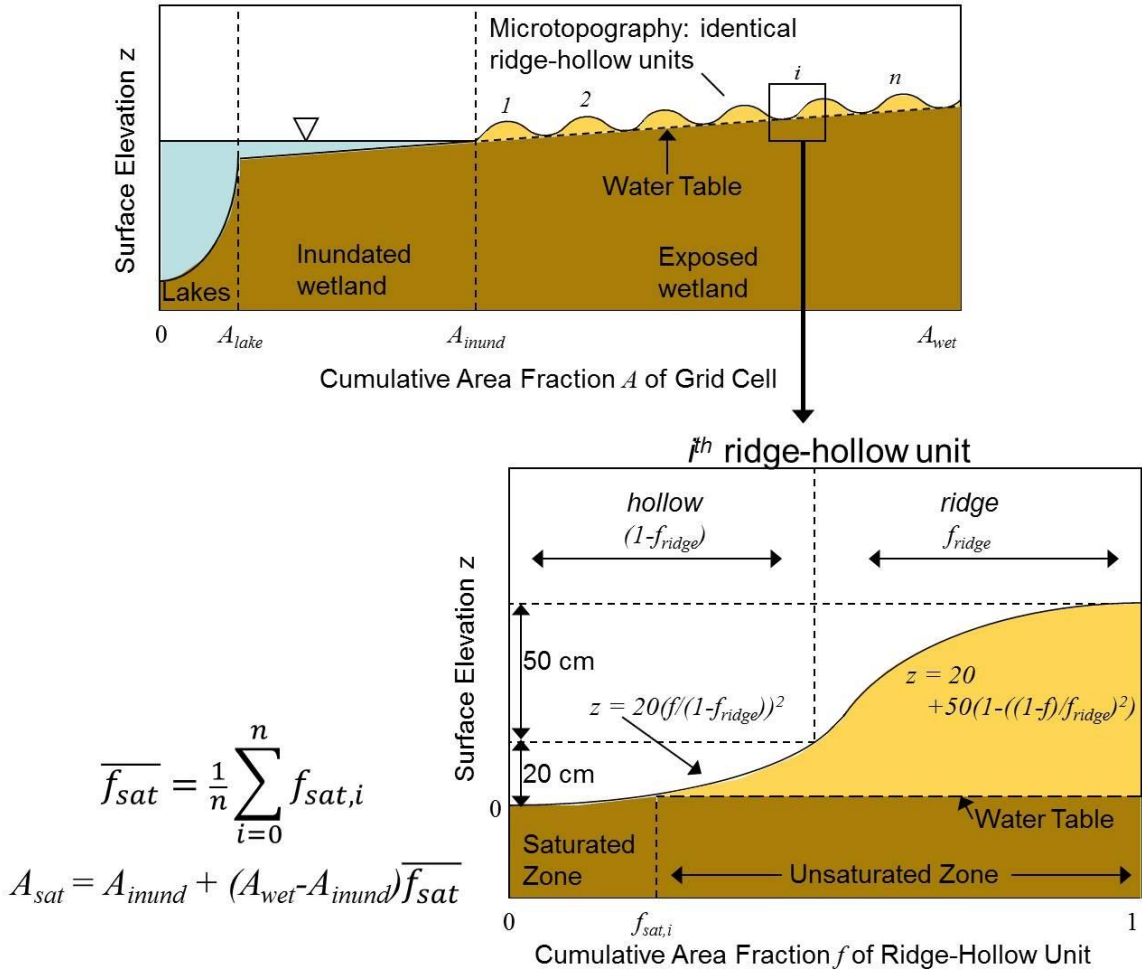 Surface Elevation z
Microtopography: identical
ridge-hollow units
1
2
i
n
Water Table
Inundated
wetland
Exposed
wetland
Lakes
0
A_lake
A_inund
A_wet
Cumulative Area Fraction A of Grid Cell
i^th ridge-hollow unit
Surface Elevation z
hollow
(1-f_ridge)
ridge
f_ridge
50 cm
20 cm
z = 20(f/(1-f_ridge))^2
z = 20
+50(1-((1-f)/f_ridge)^2)
0
Water Table
Saturated
Zone
Unsaturated Zone
0
f_sat,i
1
Cumulative Area Fraction f of Ridge-Hollow Unit
\overline{f_sat} = \frac{1}{n} \sum_{i=0}^{n} f_sat,i
A_sat = A_inund + (A_wet-A_inund)\overline{f_sat}